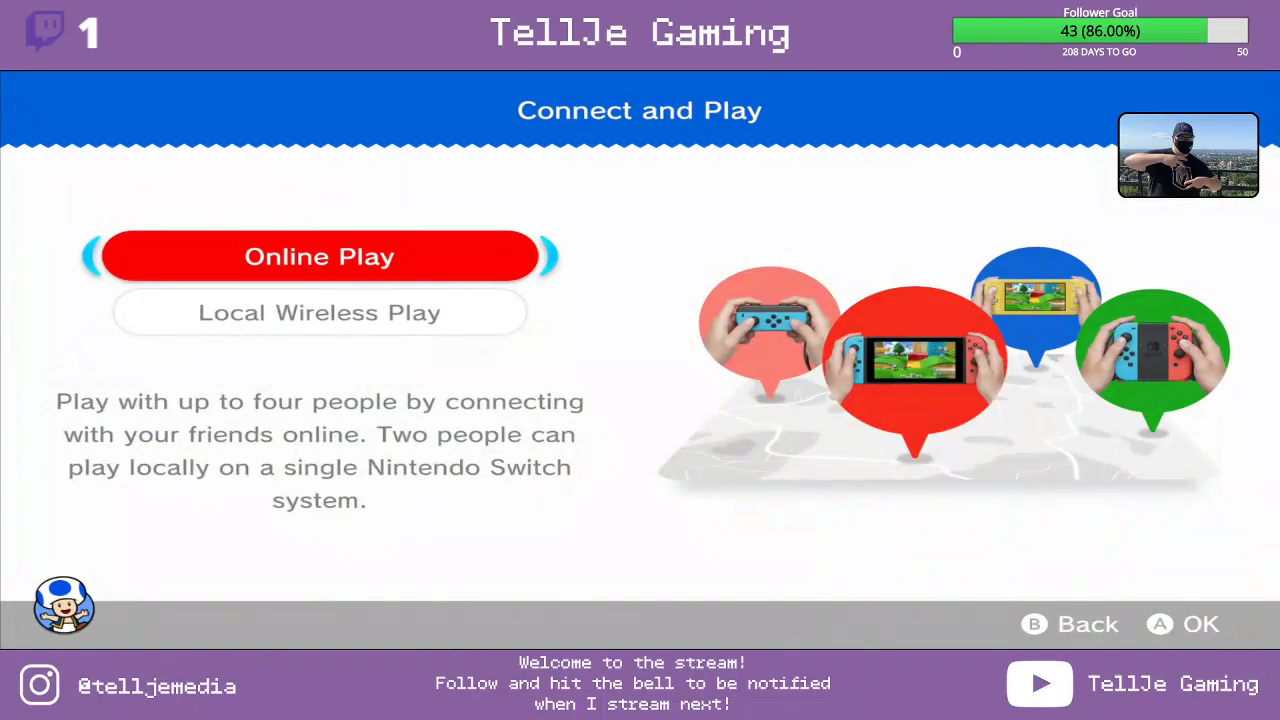 1
TellJe Gaming
Follower Goal
43 (86.00%)
0
208 DAYS TO GO
50
Connect and Play
Online Play
Local Wireless Play
Play with up to four people by connecting
with your friends online. Two people can
play locally on a single Nintendo Switch
system.
B Back
A OK
@telljemedia
Welcome to the stream!
Follow and hit the bell to be notified
when I stream next!
TellJe Gaming